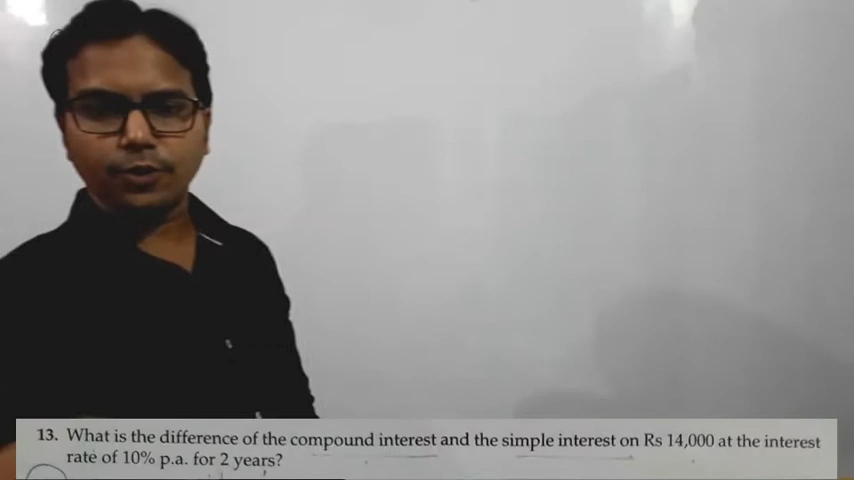 13. What is the difference of the compound interest and the simple interest on Rs 14,000 at the interest
rate of 10% p.a. for 2 years?